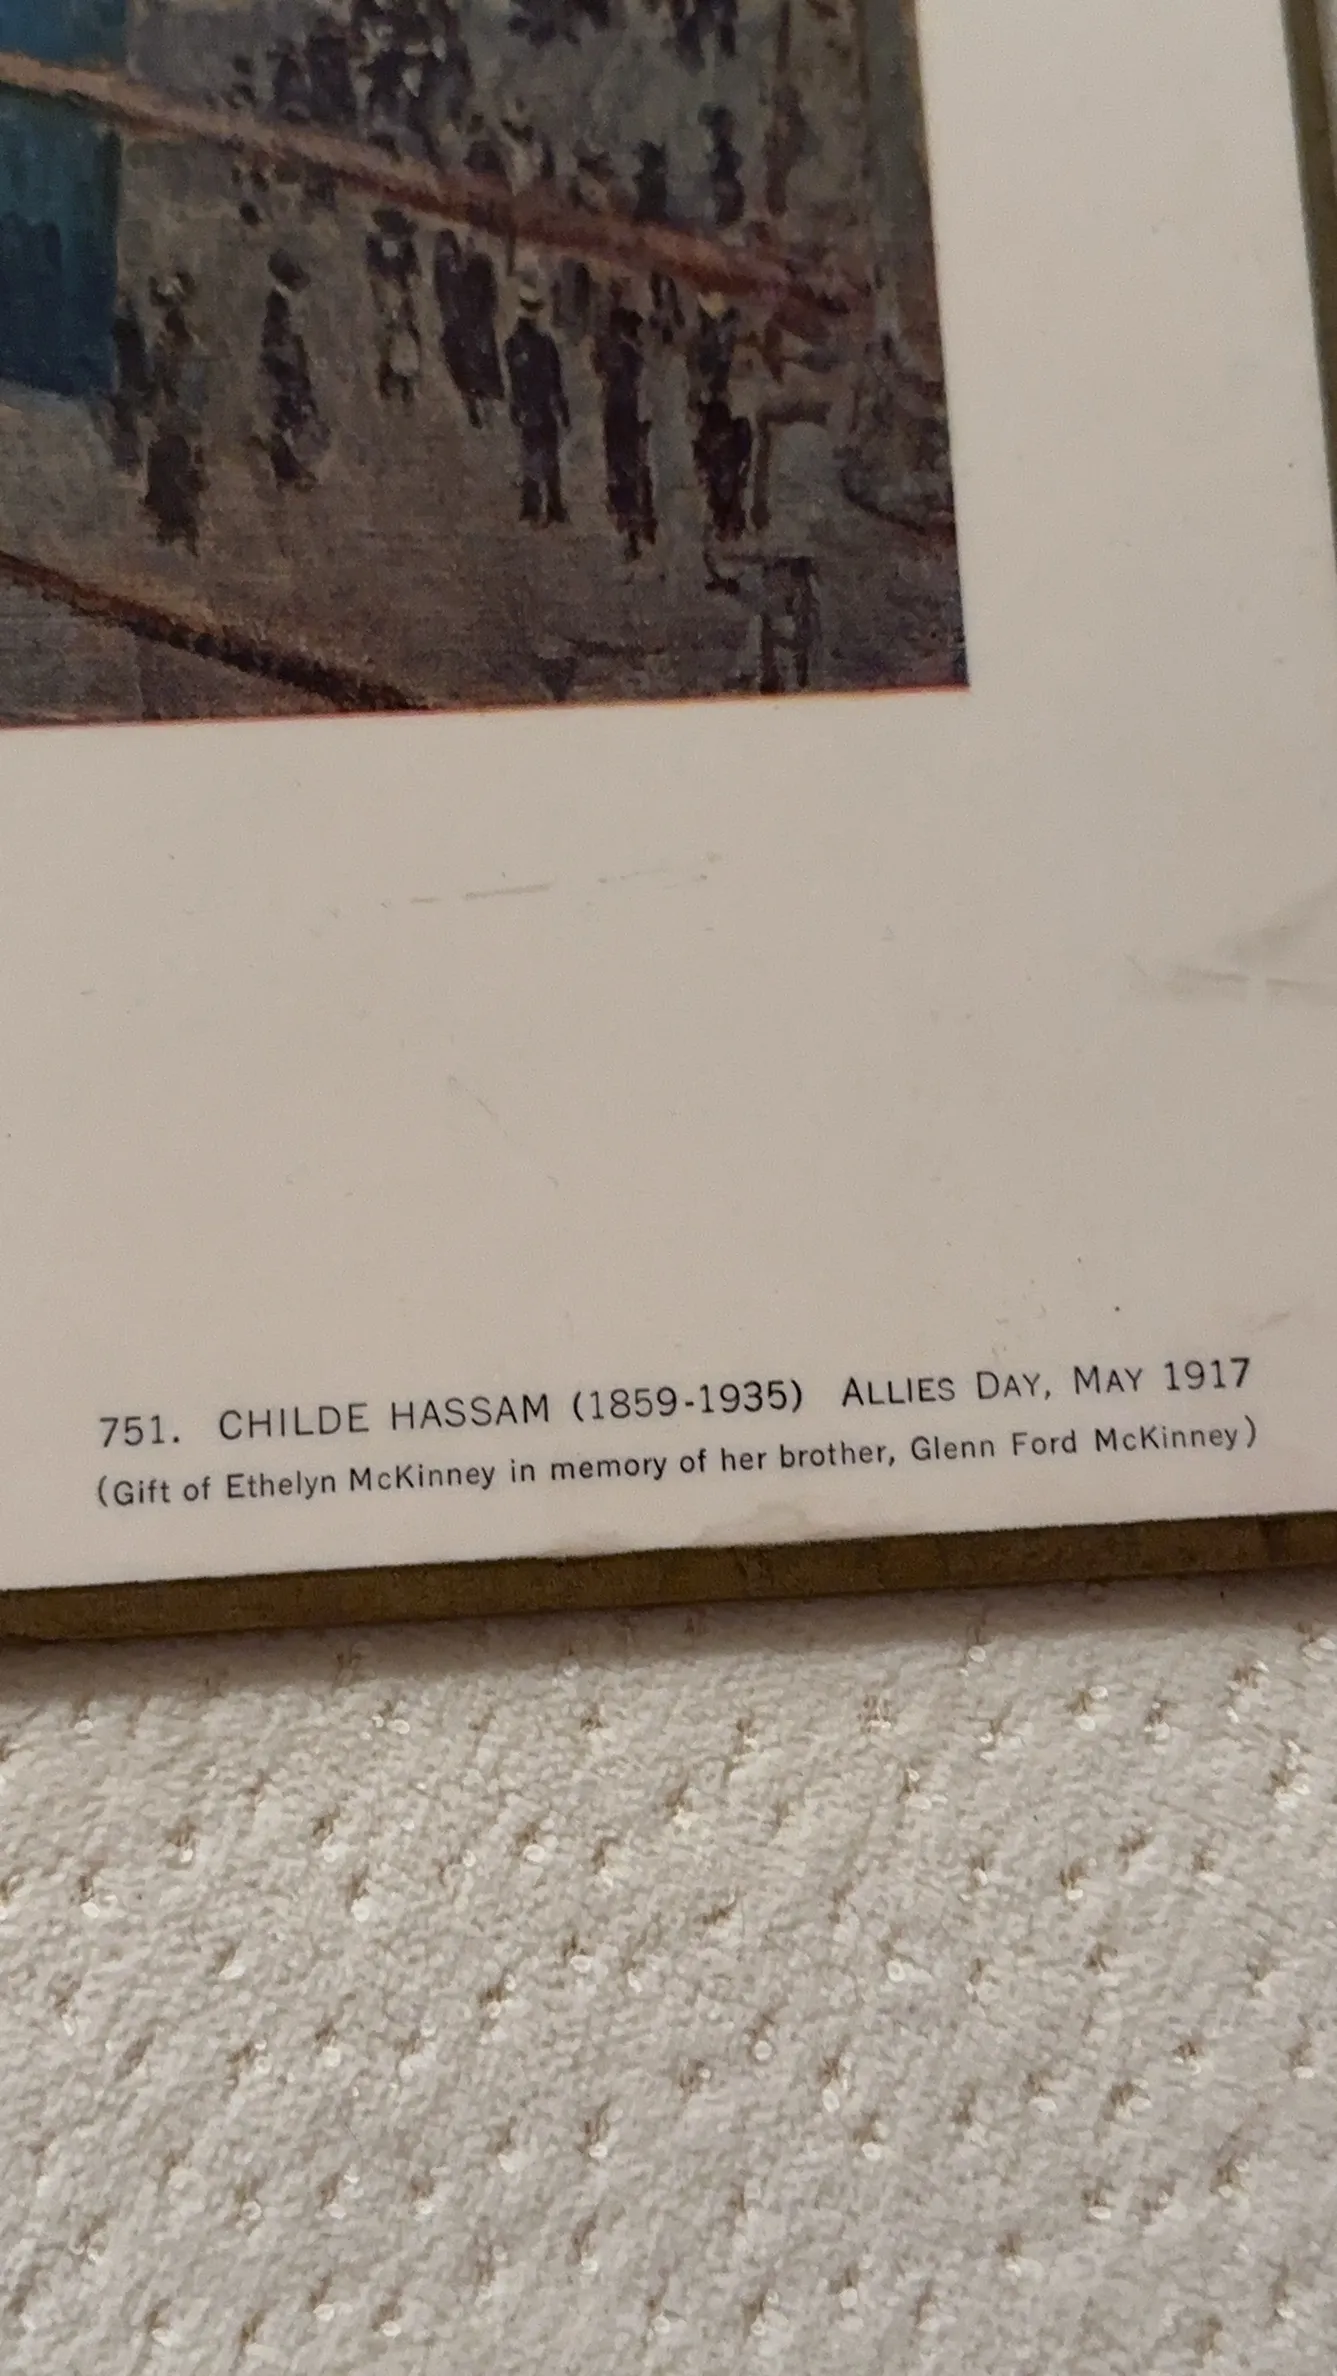 751. CHILDE HASSAM (1859-1935) ALLIES DAY, MAY 1917
(Gift of Ethelyn McKinney in memory of her brother, Glenn Ford McKinney)